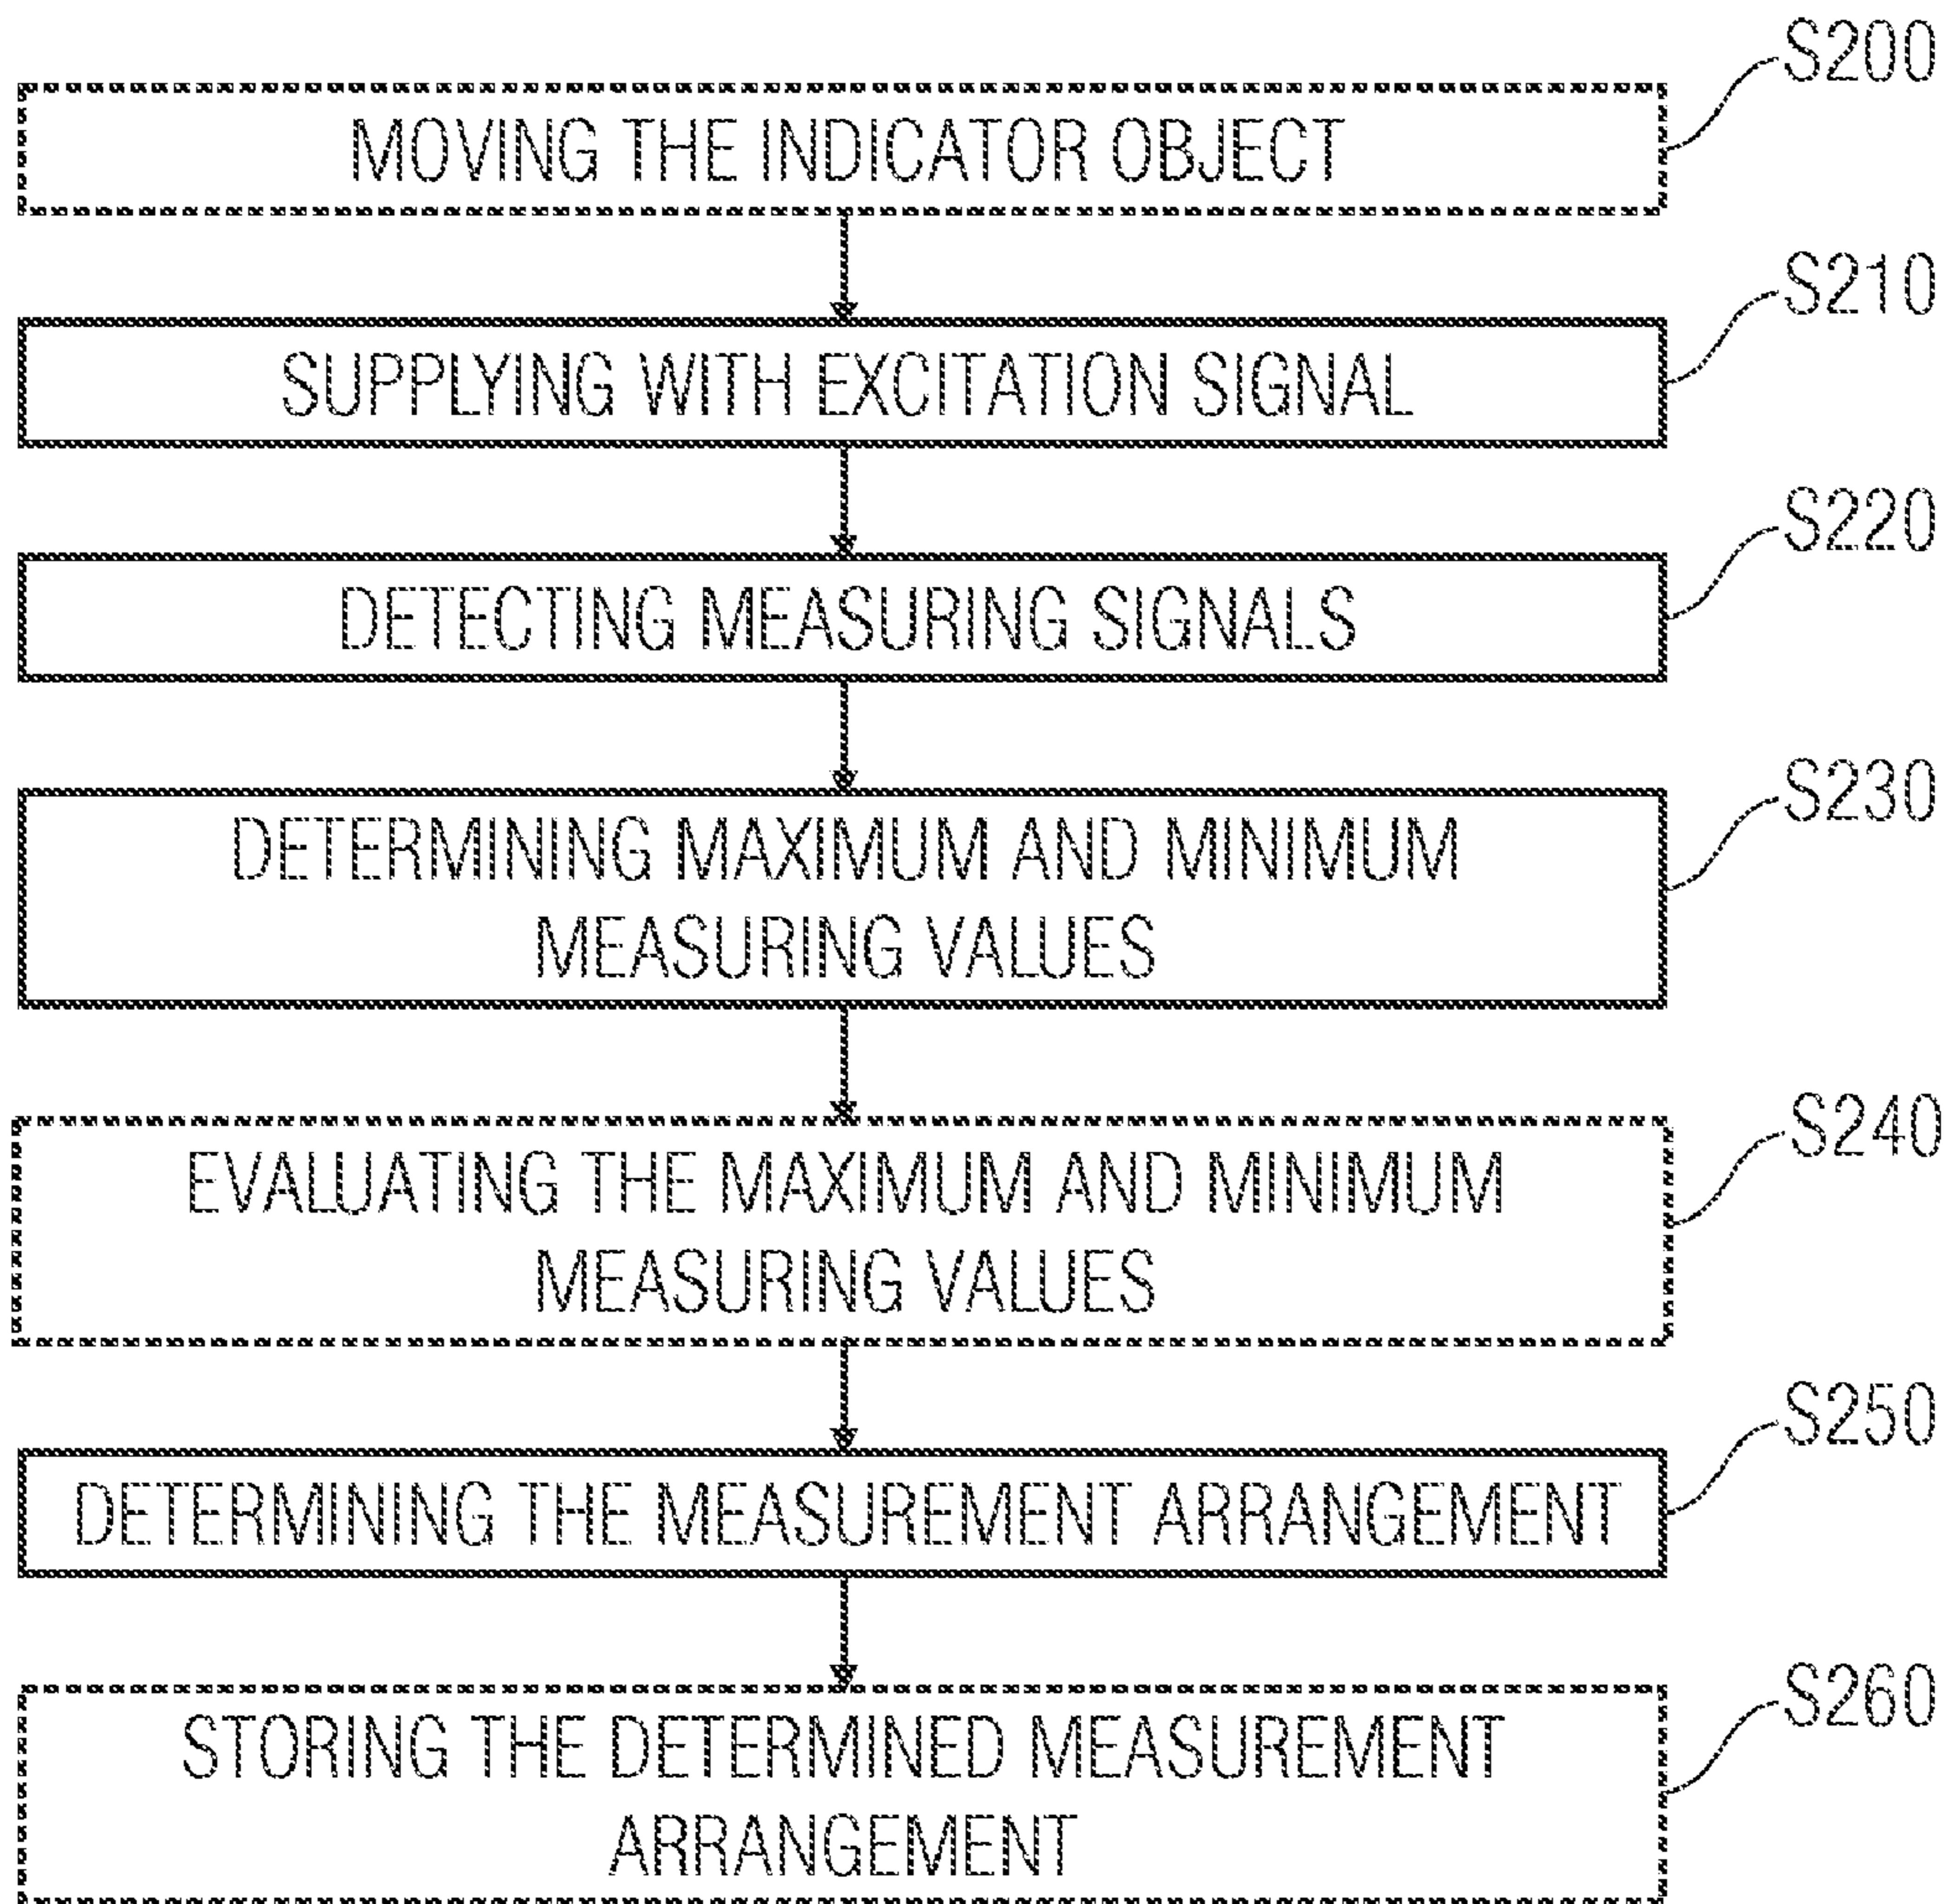 S200
MOVING THE INDICATOR OBJECT
S210
SUPPLYING WITH EXCITATION SIGNAL
S220
DETECTING MEASURING SIGNALS
S230
DETERMINING MAXIMUM AND MINIMUM
MEASURING VALUES
S240
EVALUATING THE MAXIMUM AND MINIMUM
MEASURING VALUES
S250
DETERMINING THE MEASUREMENT ARRANGEMENT
S260
STORING THE DETERMINED MEASUREMENT
ARRANGEMENT